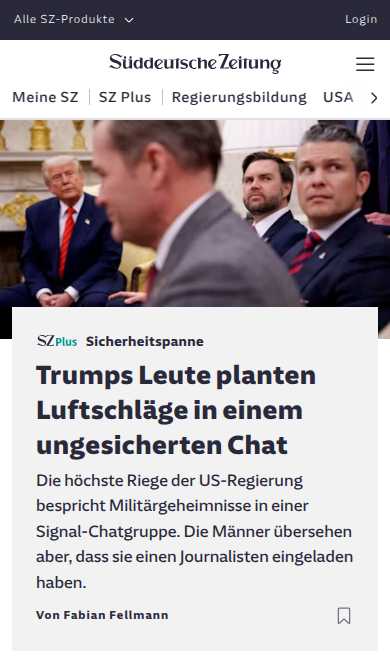 Alle SZ-Produkte
Login
Süddeutsche Zeitung
Meine SZ
SZ Plus
Regierungsbildung
USA
SZ Plus Sicherheitspanne
Trumps Leute planten
Luftschläge in einem
ungesicherten Chat
Die höchste Riege der US-Regierung
bespricht Militärgeheimnisse in einer
Signal-Chatgruppe. Die Männer übersehen
aber, dass sie einen Journalisten eingeladen
haben.
Von Fabian Fellmann